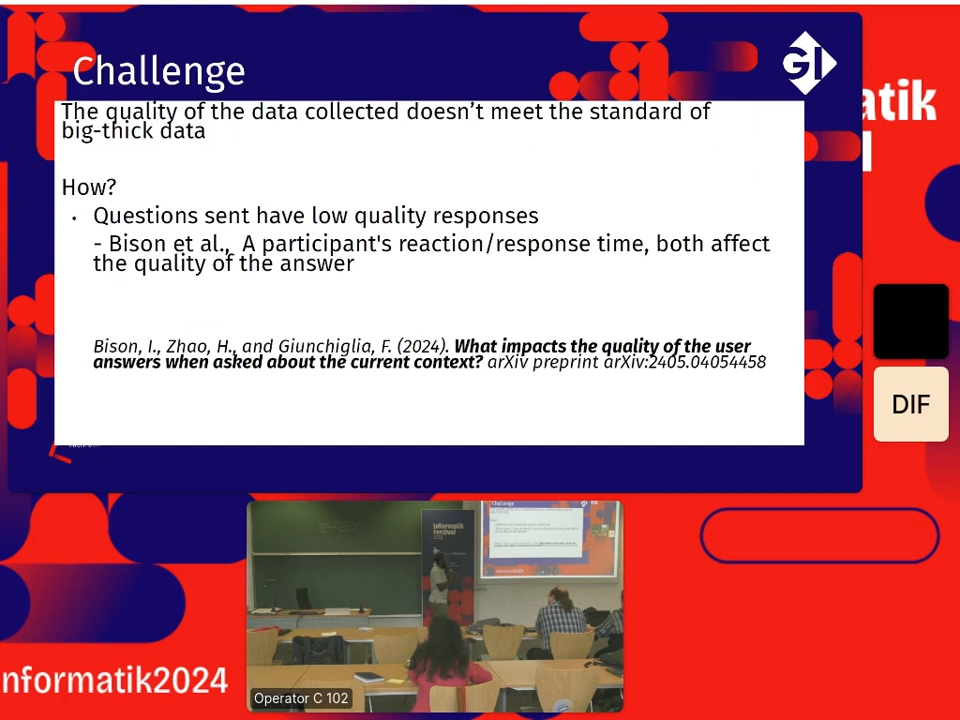 Challenge
GI
The quality of the data collected doesn't meet the standard of
big-thick data
How?
• Questions sent have low quality responses
- Bison et al., A participant's reaction/response time, both affect
the quality of the answer
Bison, I., Zhao, H., and Giunchiglia, F. (2024). What impacts the quality of the user
answers when asked about the current context? arXiv preprint arXiv:2405.04054458
atik
DIF
Informatik
Festival
Challenge
nformatik2024
Operator C 102